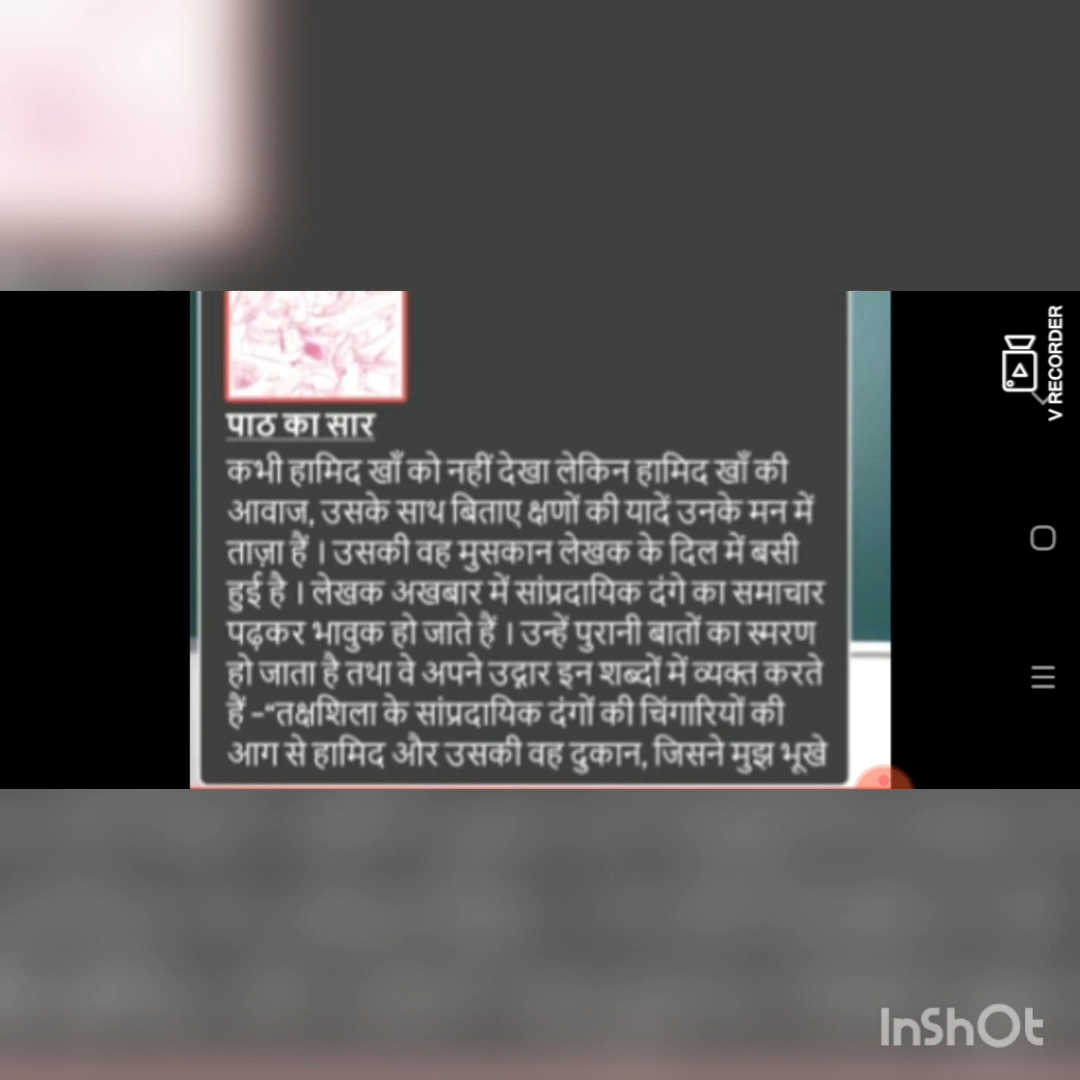 पाठ का सार
कभी हामिद खाँ को नहीं देखा लेकिन हामिद खाँ की
आवाज, उसके साथ बिताए क्षणों की यादें उनके मन में
ताज़ा हैं । उसकी वह मुसकान लेखक के दिल में बसी
हुई है । लेखक अखबार में सांप्रदायिक दंगे का समाचार
पढ़कर भावुक हो जाते हैं । उन्हें पुरानी बातों का स्मरण
हो जाता है तथा वे अपने उद्गार इन शब्दों में व्यक्त करते
हैं –“तक्षशिला के सांप्रदायिक दंगों की चिंगारियों की
आग से हामिद और उसकी वह दुकान, जिसने मुझ भूखे
V RECORDER
InShOt